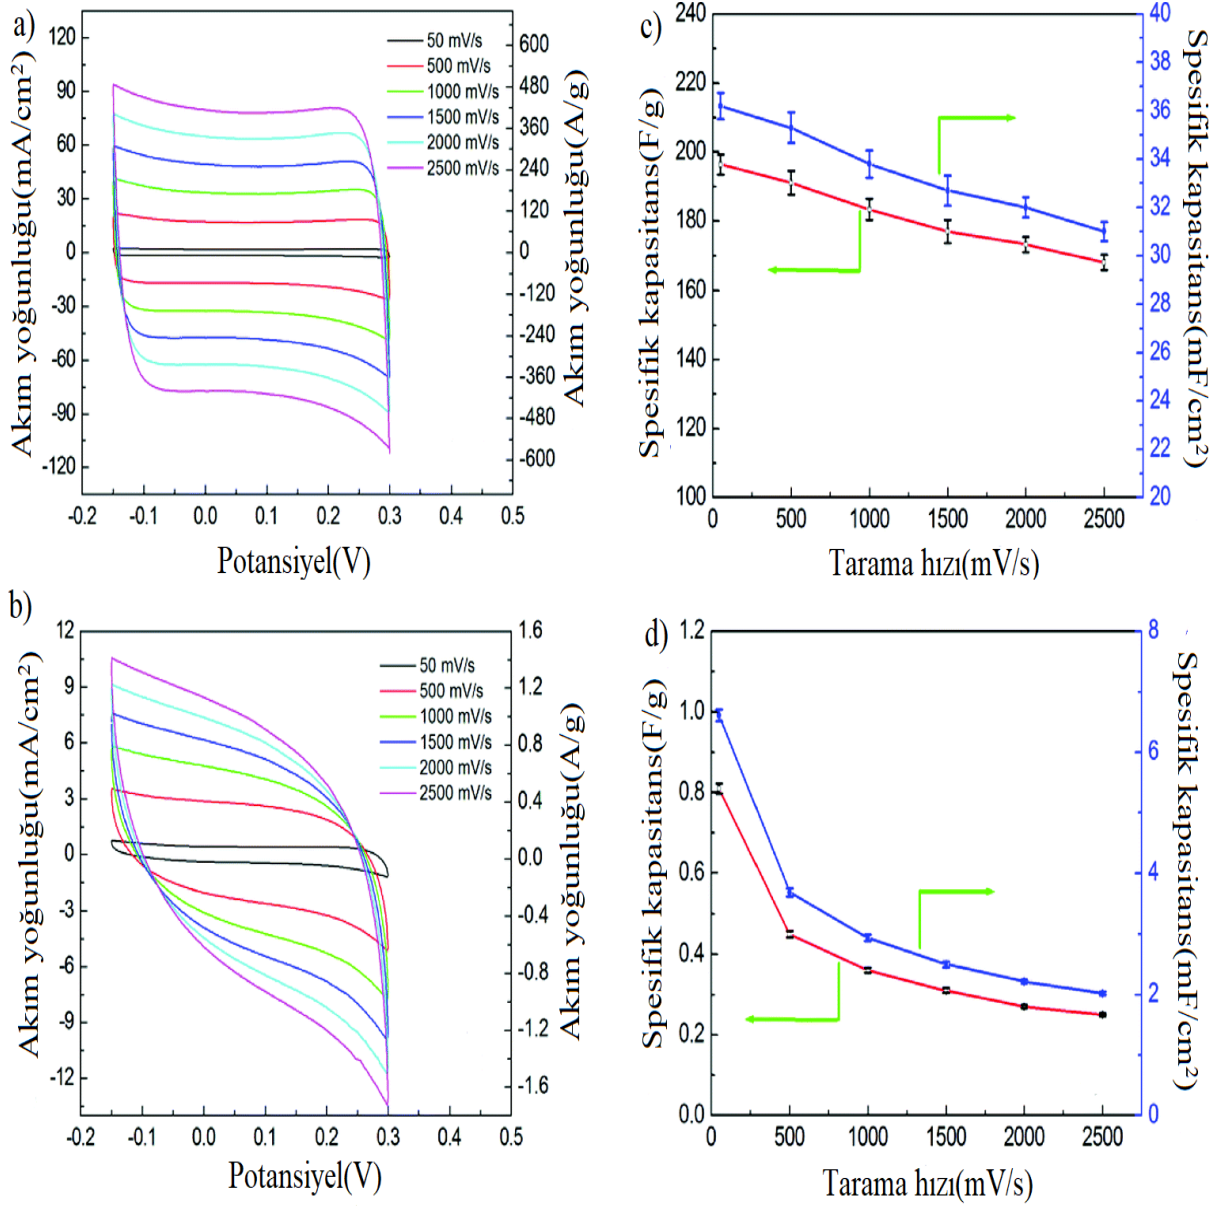 a)
Akım yoğunluğu(mA/cm²)
120
90
60
30
0
-30
-60
-90
-120
50 mV/s
500 mV/s
1000 mV/s
1500 mV/s
2000 mV/s
2500 mV/s
600
480
360
240
120
0
-120
-240
-360
-480
-600
Akım yoğunluğu(A/g)
-0.2 -0.1 0.0 0.1 0.2 0.3 0.4 0.5
Potansiyel(V)
c)
Spesifik kapasitans(F/g)
240
220
200
180
160
140
120
100
40
38
36
34
32
30
28
26
24
22
20
Spesifik kapasitans(mF/cm²)
0 500 1000 1500 2000 2500
Tarama hızı(mV/s)
b)
Akım yoğunluğu(mA/cm²)
12
9
6
3
0
-3
-6
-9
-12
50 mV/s
500 mV/s
1000 mV/s
1500 mV/s
2000 mV/s
2500 mV/s
1.6
1.2
0.8
0.4
0.0
-0.4
-0.8
-1.2
-1.6
Akım yoğunluğu(A/g)
-0.2 -0.1 0.0 0.1 0.2 0.3 0.4 0.5
Potansiyel(V)
d)
Spesifik kapasitans(F/g)
1.2
1.0
0.8
0.6
0.4
0.2
0.0
8
6
4
2
0
Spesifik kapasitans(mF/cm²)
0 500 1000 1500 2000 2500
Tarama hızı(mV/s)